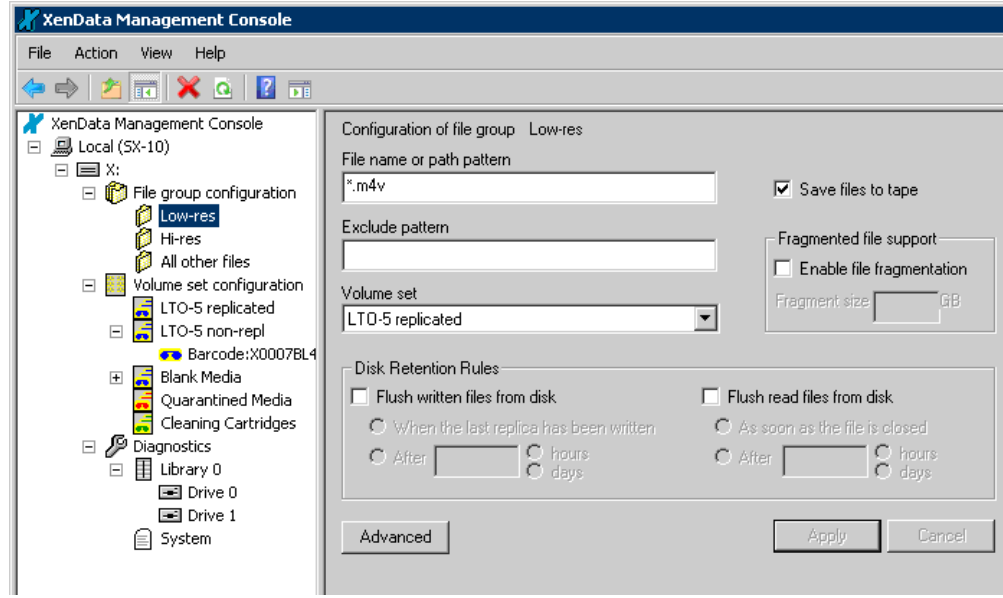 XenData Management Console
File Action View Help
XenData Management Console
Local (SX-10)
X:
File group configuration
Low-res
Hi-res
All other files
Volume set configuration
LTO-5 replicated
LTO-5 non-repl
Barcode:X0007BL4
Blank Media
Quarantined Media
Cleaning Cartridges
Diagnostics
Library 0
Drive 0
Drive 1
System
Configuration of file group Low-res
File name or path pattern
*.m4v
Save files to tape
Exclude pattern
Fragmented file support
Enable file fragmentation
Fragment size GB
Volume set
LTO-5 replicated
Disk Retention Rules
Flush written files from disk
When the last replica has been written
After hours
days
Flush read files from disk
As soon as the file is closed
After hours
days
Advanced
Apply Cancel